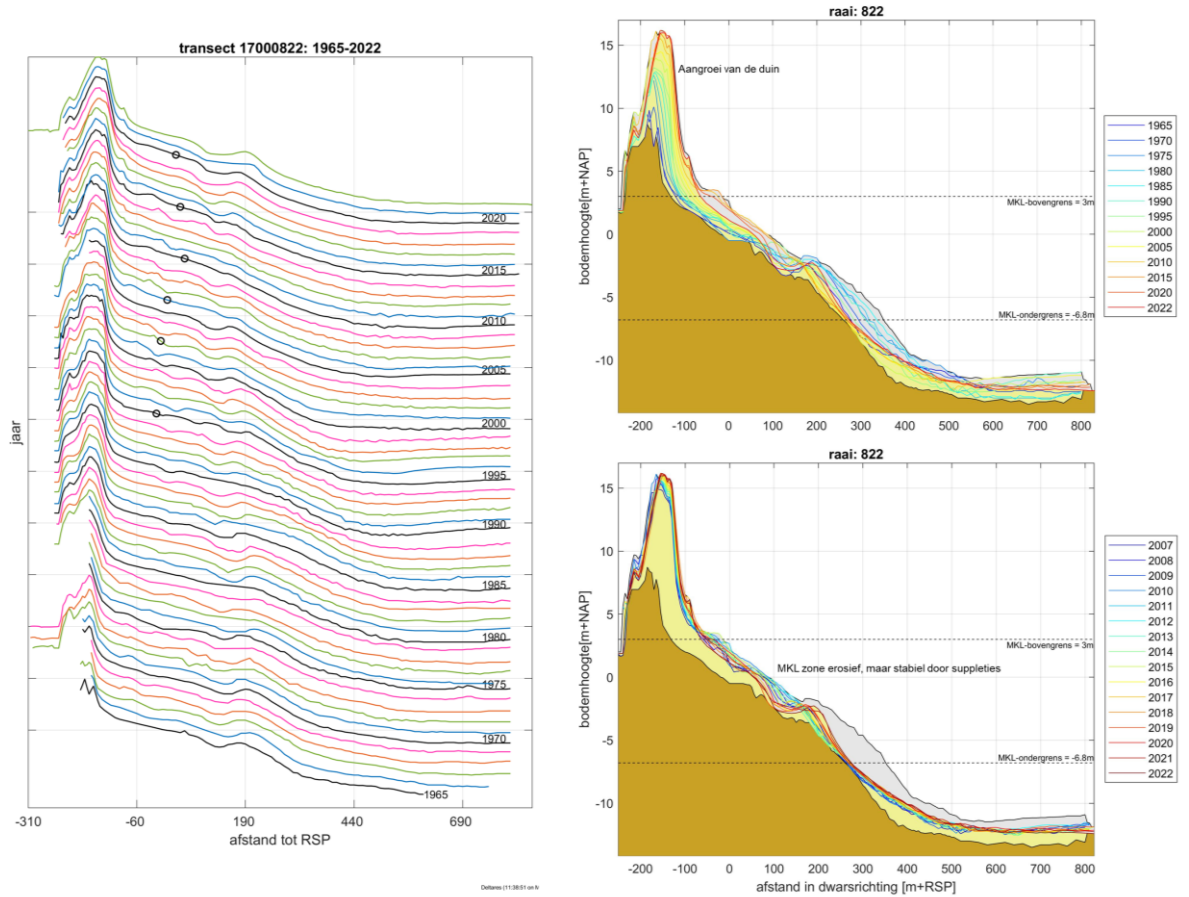 transect 17000822: 1965-2022
jaar
2020
2015
2010
2005
2000
1995
1990
1985
1980
1975
1970
1965
-310 -60 190 440 690
afstand tot RSP
Deltares (11:38:51 on
raai: 822
15
10
5
0
-5
-10
bodemhoogte[m+NAP]
Aangroei van de duin
MKL-bovengrens = 3m
MKL-ondergrens = -6.8m
-200 -100 0 100 200 300 400 500 600 700 800
1965
1970
1975
1980
1985
1990
1995
2000
2005
2010
2015
2020
2022
raai: 822
15
10
5
0
-5
-10
bodemhoogte[m+NAP]
MKL-bovengrens = 3m
MKL zone erosief, maar stabiel door suppleties
MKL-ondergrens = -6.8m
-200 -100 0 100 200 300 400 500 600 700 800
afstand in dwarsrichting [m+RSP]
2007
2008
2009
2010
2011
2012
2013
2014
2015
2016
2017
2018
2019
2020
2021
2022